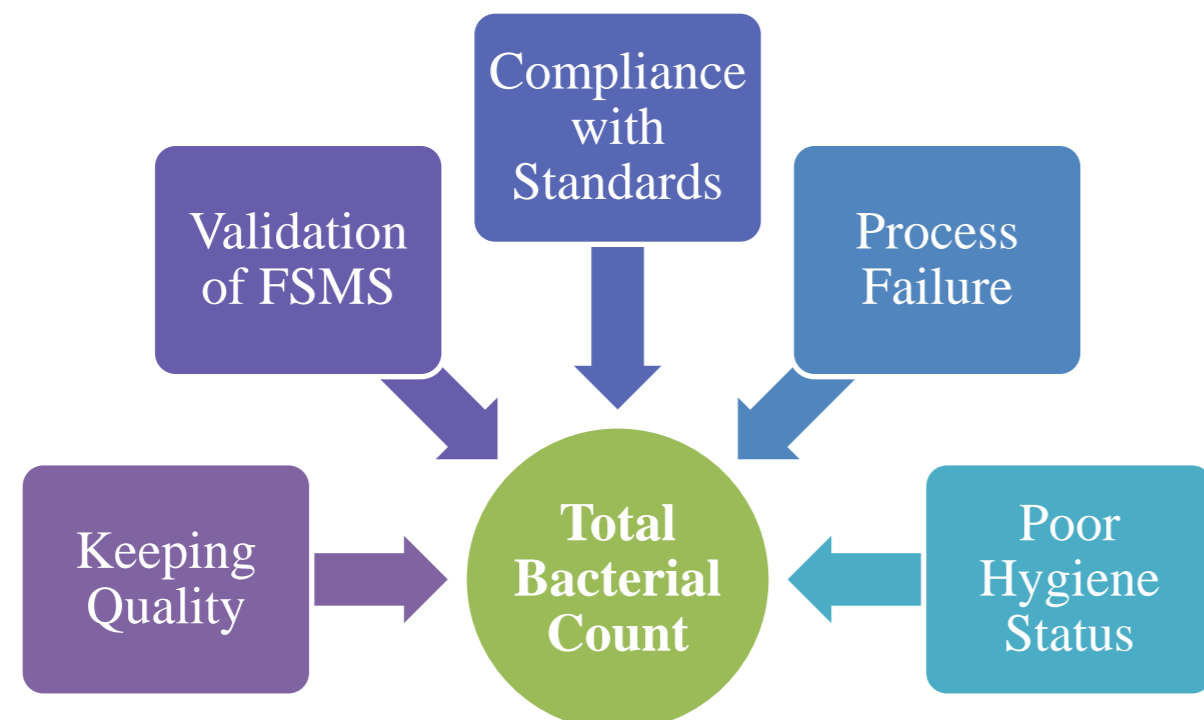 Compliance
with
Standards
Validation
of FSMS
Process
Failure
Keeping
Quality
Total
Bacterial
Count
Poor
Hygiene
Status